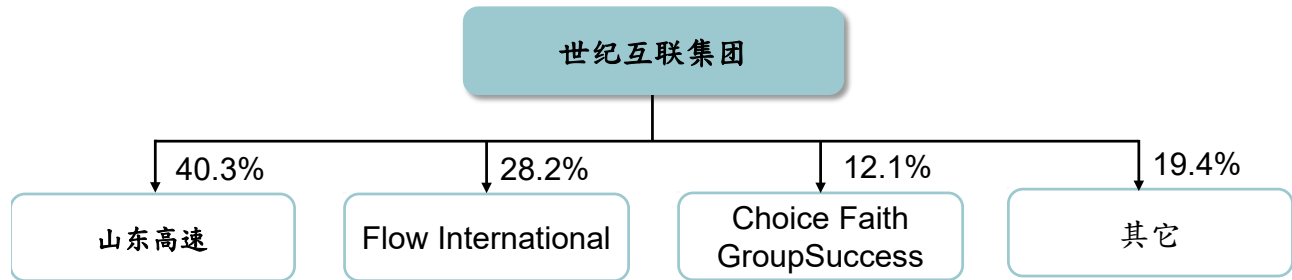 世纪互联集团
40.3%
28.2%
12.1%
19.4%
山东高速
Flow International
Choice Faith
GroupSuccess
其它